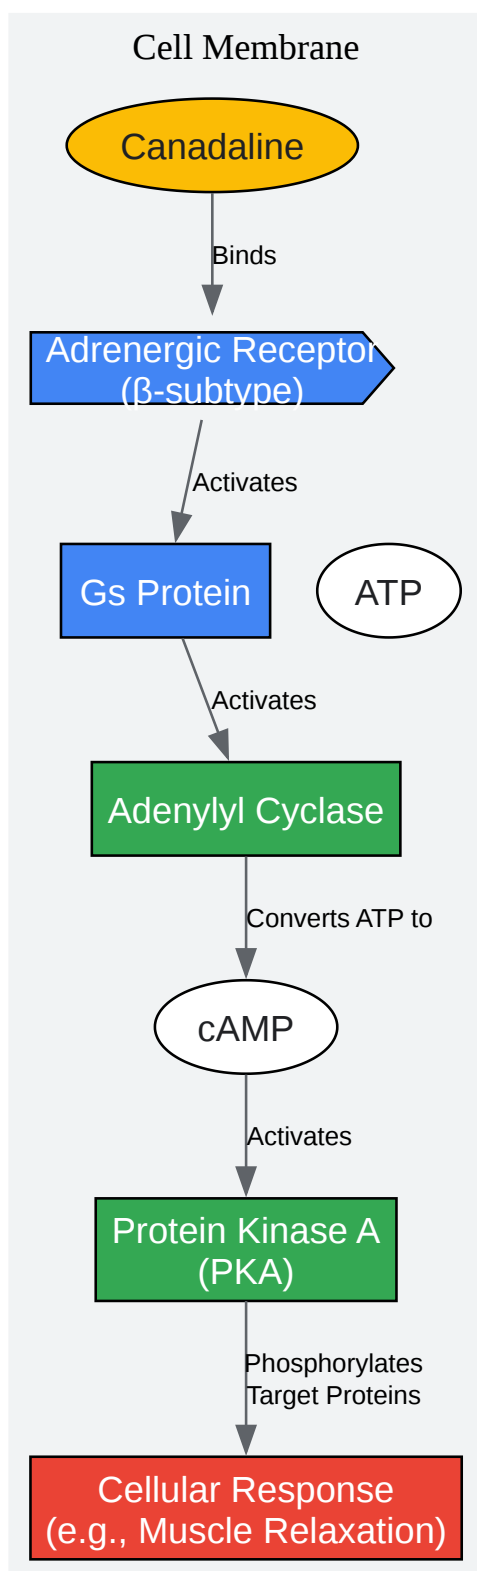 Cell Membrane
Canadaline
Binds
Adrenergic Receptor
(β-subtype)
Activates
Gs Protein
ATP
Activates
Adenylyl Cyclase
Converts ATP to
cAMP
Activates
Protein Kinase A
(PKA)
Phosphorylates
Target Proteins
Cellular Response
(e.g., Muscle Relaxation)